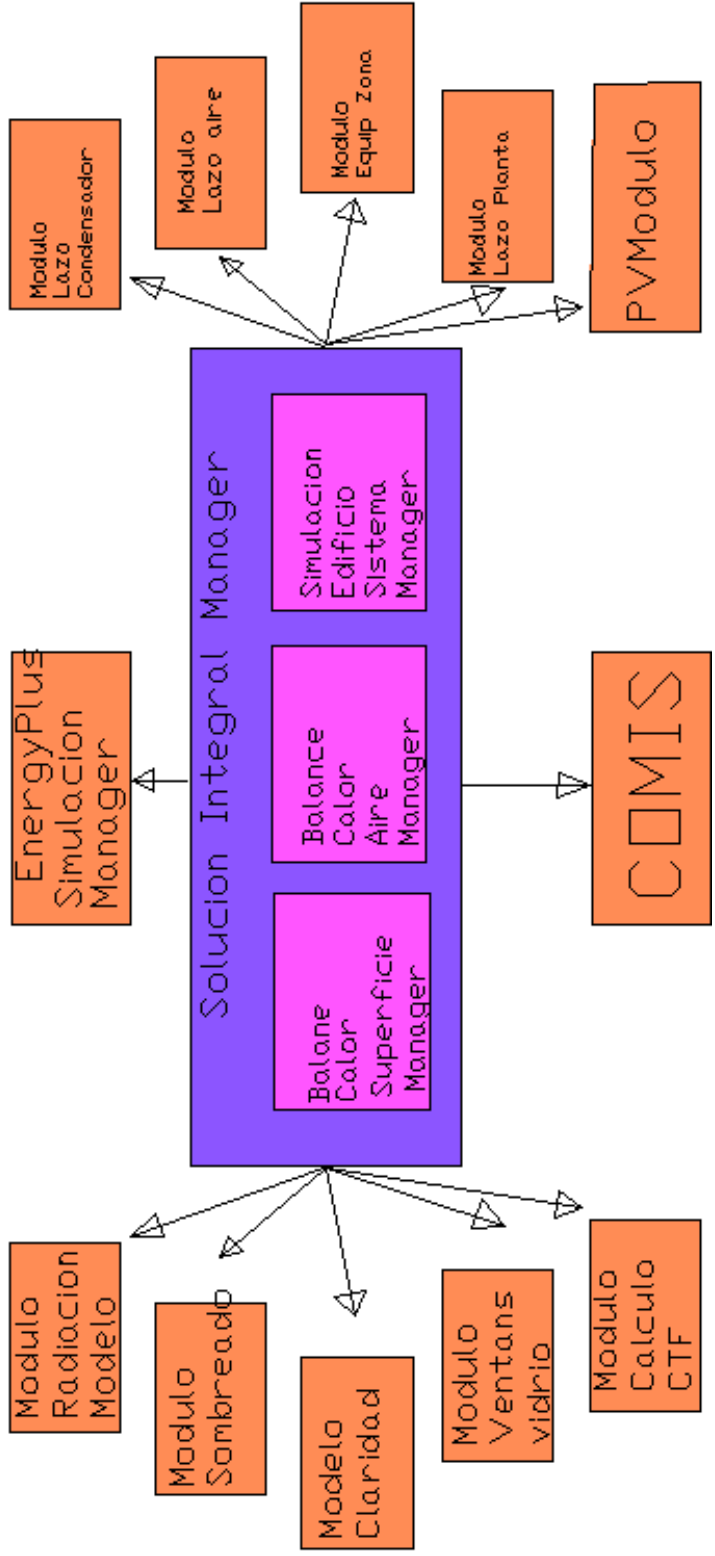 EnergyPlus
Simulacion
Manager
Modulo
Radiacion
Modelo
Modulo
Sombreado
Modelo
Claridad
Modulo
Ventans
vidrio
Modulo
Calculo
CTF
Solucion Integral Manager
Balane
Calor
Superficie
Manager
Balance
Calor
Aire
Manager
Simulacion
Edificio
SIstema
Manager
Modulo
Lazo
Condensador
Modulo
Lazo aire
Modulo
Equip Zona
Modulo
Lazo Planta
PVModulo
COMIS